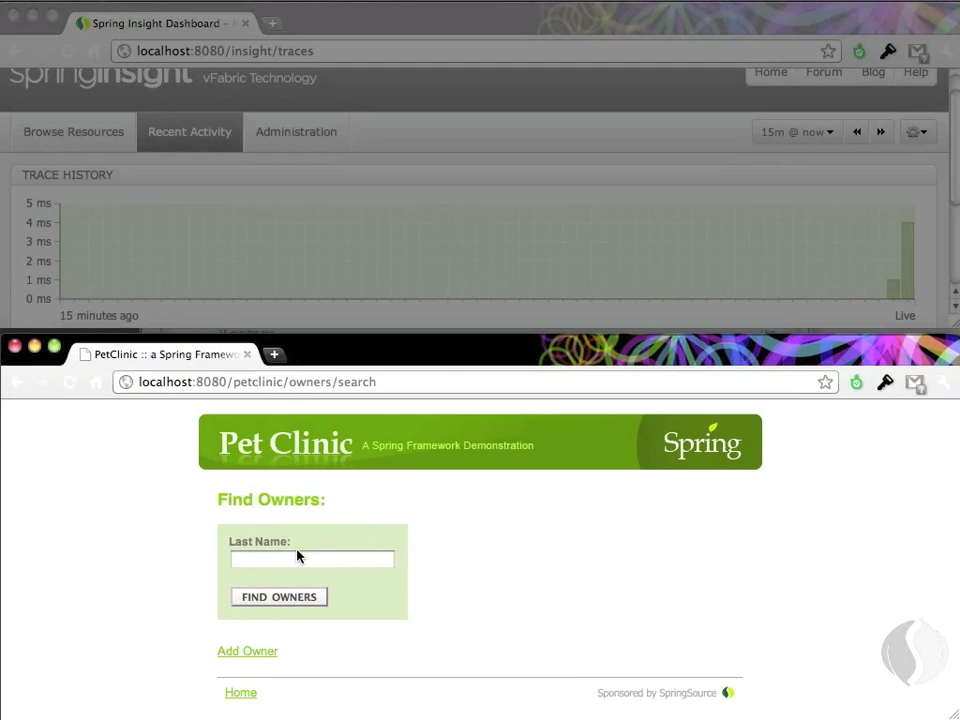 Spring Insight Dashboard –
localhost:8080/insight/traces
springinsight vFabric Technology
Home Forum Blog Help
Browse Resources Recent Activity Administration
15m @ now
TRACE HISTORY
5 ms
4 ms
3 ms
2 ms
1 ms
0 ms
15 minutes ago Live
PetClinic :: a Spring Framewo
localhost:8080/petclinic/owners/search
Pet Clinic A Spring Framework Demonstration Spring
Find Owners:
Last Name:
FIND OWNERS
Add Owner
Home Sponsored by SpringSource